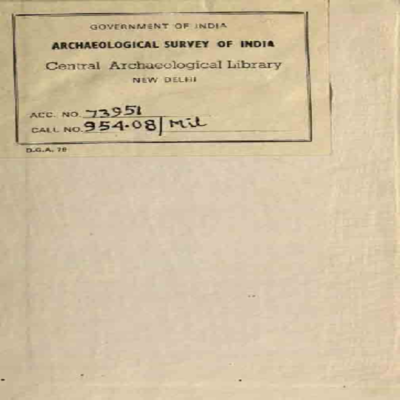 GOVERNMENT OF INDIA
ARCHAEOLOGICAL SURVEY OF INDIA
Central Archaeological Library
NEW DELHI
ACC. NO. 73951
CALL NO. 954.08/Mil
D.G.A. 79